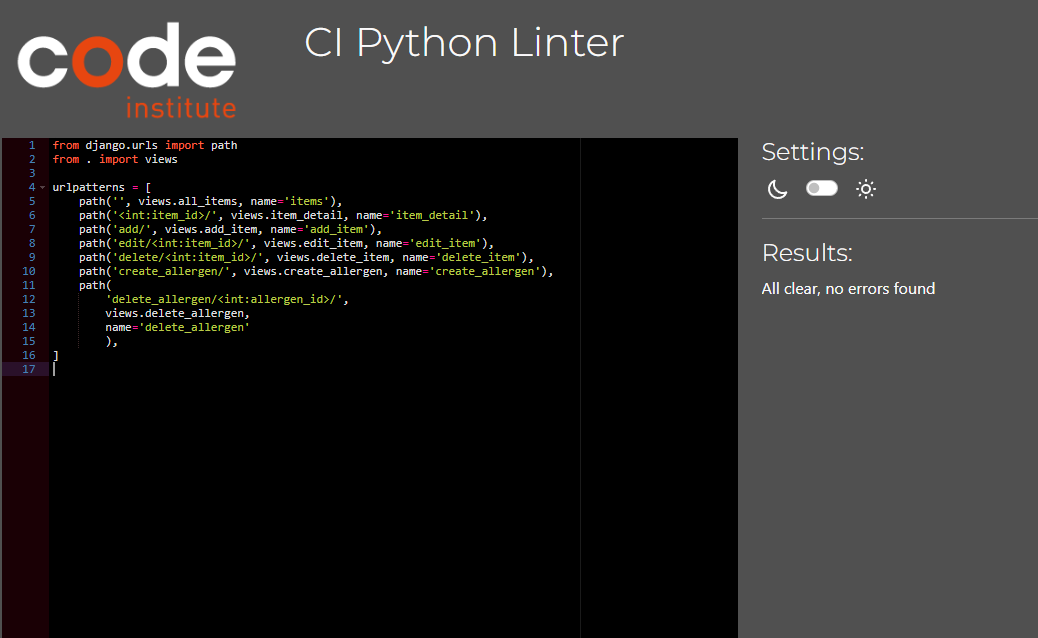 code
institute
CI Python Linter
1 from django.urls import path
2 from . import views
3
4 urlpatterns = [
5     path('', views.all_items, name='items'),
6     path('<int:item_id>/', views.item_detail, name='item_detail'),
7     path('add/', views.add_item, name='add_item'),
8     path('edit/<int:item_id>/', views.edit_item, name='edit_item'),
9     path('delete/<int:item_id>/', views.delete_item, name='delete_item'),
10     path('create_allergen/', views.create_allergen, name='create_allergen'),
11     path(
12         'delete_allergen/<int:allergen_id>/',
13         views.delete_allergen,
14         name='delete_allergen'
15         ),
16 ]
17
Settings:
Results:
All clear, no errors found